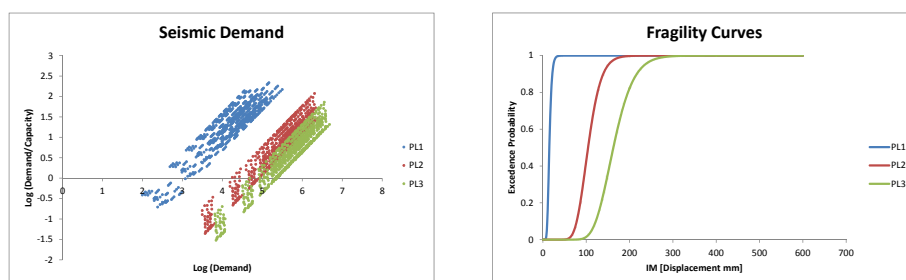 Seismic Demand
3
2.5
2
1.5
1
0.5
0
-0.5
-1
-1.5
-2
0 1 2 3 4 5 6 7 8
Log (Demand/Capacity)
Log (Demand)
PL1
PL2
PL3
Fragility Curves
1
0.8
0.6
0.4
0.2
0
0 100 200 300 400 500 600 700
Excedence Probability
IM [Displacement mm]
PL1
PL2
PL3